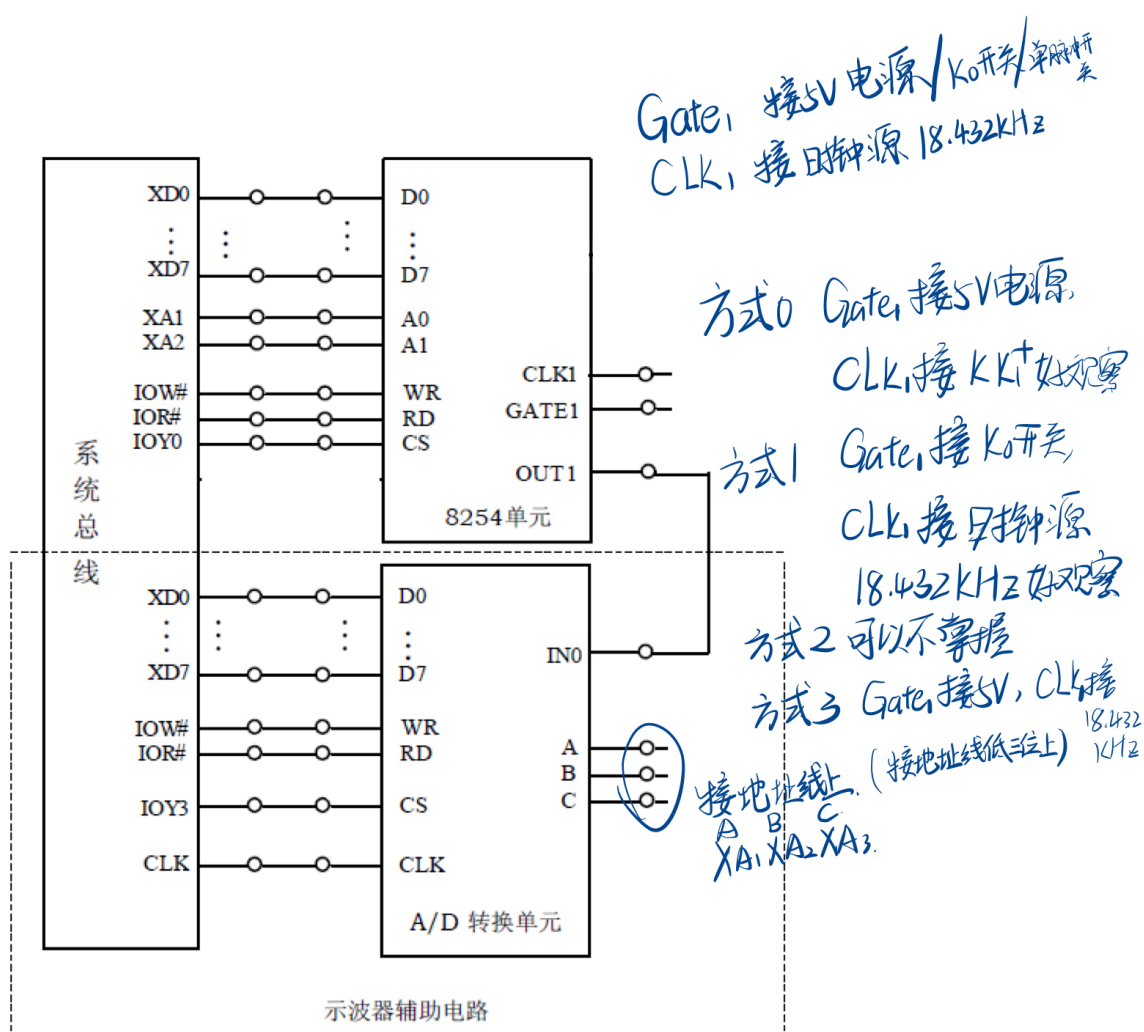 Gate1 接5V电源/K0开关/单脉冲开关
CLK1 接时钟源 18.432KHz
XD0 D0
XD7 D7
XA1 A0
XA2 A1
IOW# WR
IOR# RD
IOY0 CS
CLK1
GATE1
OUT1
8254单元
系统总线
方式0 Gate1接5V电源,
CLK1接KK1+好观察
方式1 Gate1接K0开关,
CLK1接时钟源
18.432KHz好观察
方式2 可以不掌握
方式3 Gate1接5V, CLK1接
18.432
KHz
XD0 D0
XD7 D7
IOW# WR
IOR# RD
IOY3 CS
CLK CLK
IN0
A
B
C
A/D 转换单元
接地址线上.(接地址线低三位上)
A B C
XA1 XA2 XA3.
示波器辅助电路